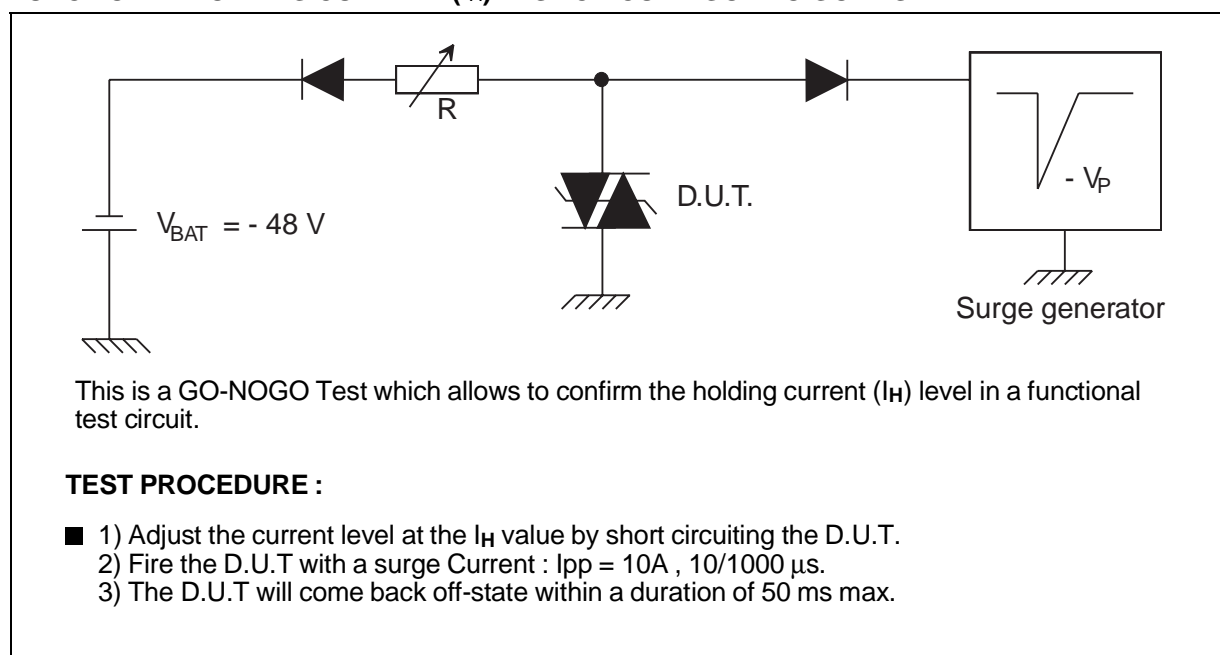 R
D.U.T.
- VP
VBAT = - 48 V
Surge generator
This is a GO-NOGO Test which allows to confirm the holding current (IH) level in a functional
test circuit.
TEST PROCEDURE :
■ 1) Adjust the current level at the IH value by short circuiting the D.U.T.
2) Fire the D.U.T with a surge Current : Ipp = 10A , 10/1000 µs.
3) The D.U.T will come back off-state within a duration of 50 ms max.